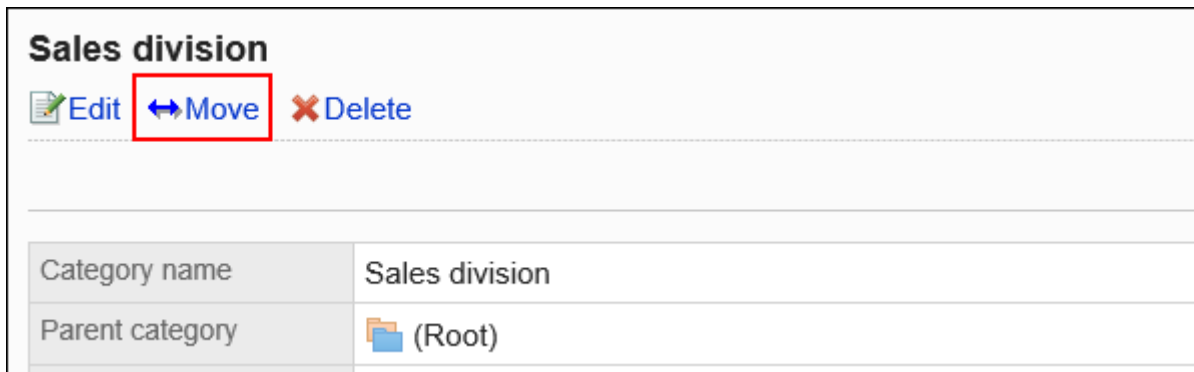 Sales division
Edit Move Delete
Category name Sales division
Parent category (Root)